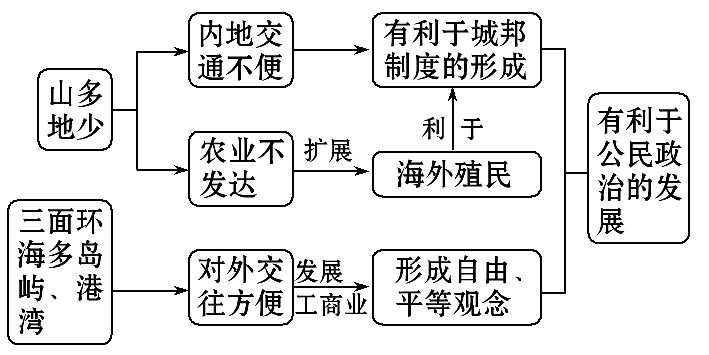 山多
地少
内地交
通不便
有利于城邦
制度的形成
利于
农业不
发达
扩展
海外殖民
三面环
海多岛
屿、港
湾
对外交
往方便
发展
工商业
形成自由、
平等观念
有利于
公民政
治的发
展